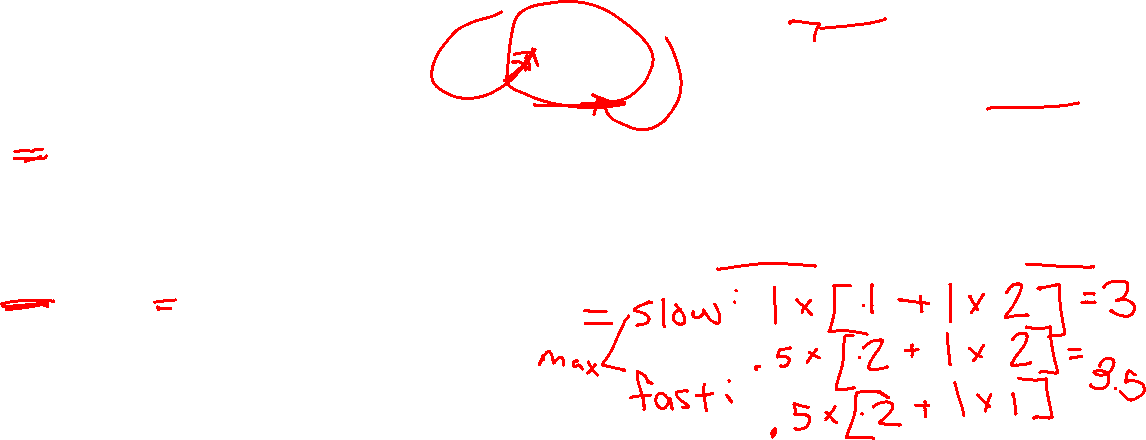 =
=
= max slow: 1 × [.1 + 1 × 2] = 3
fast: .5 × [.2 + 1 × 2] = 3.5
.5 × [.2 + 1 × 1]